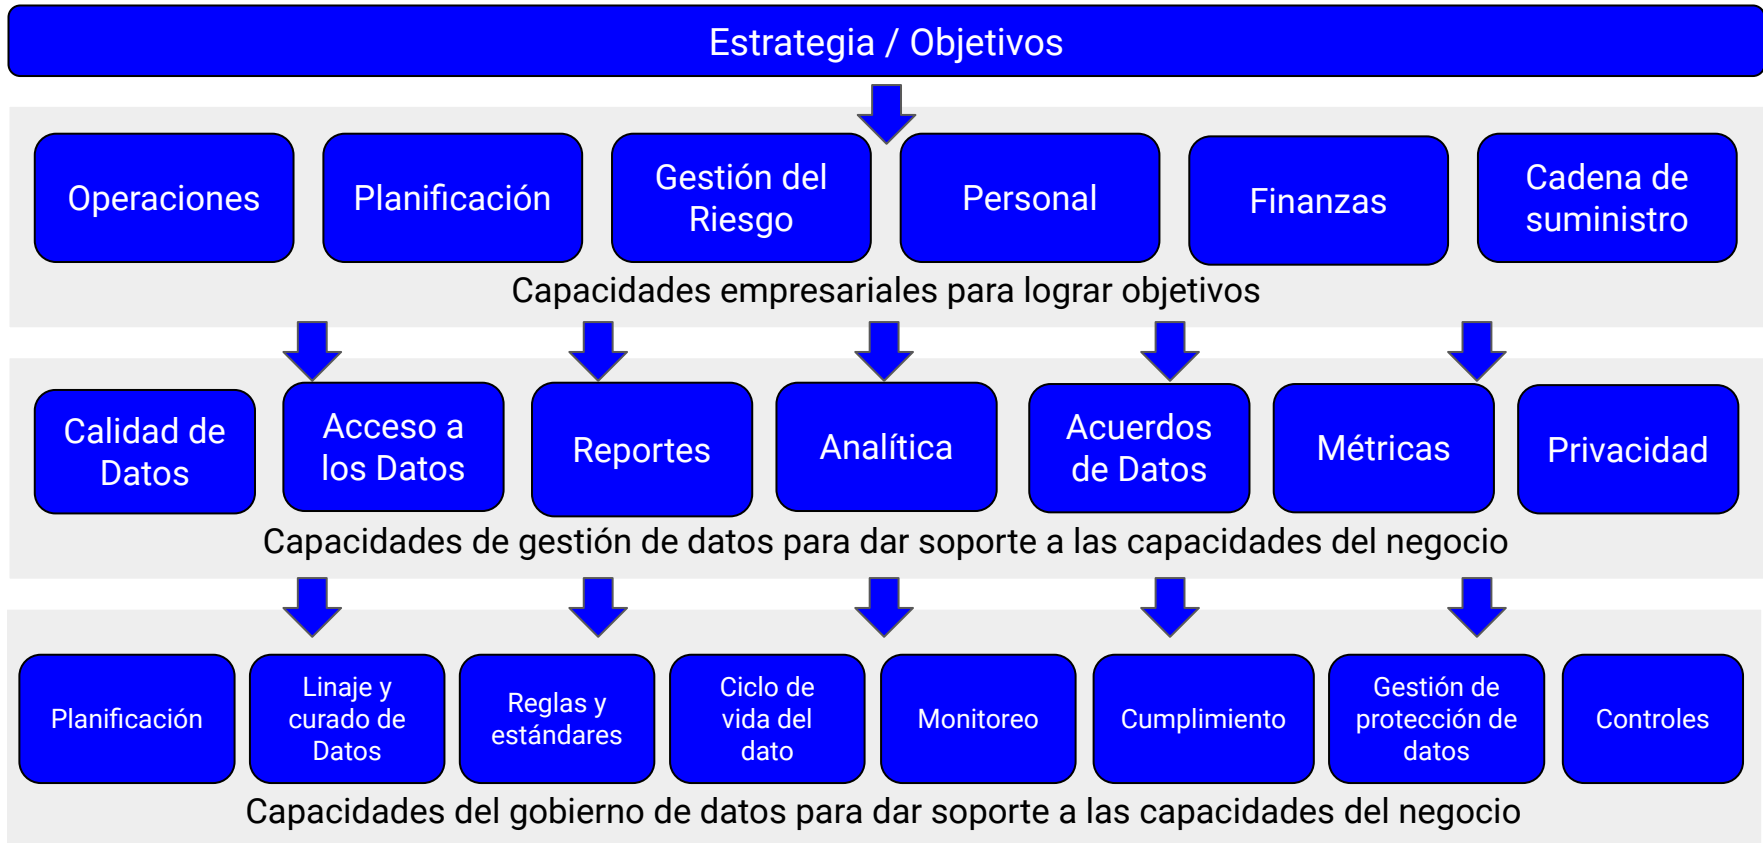 Estrategia / Objetivos
Operaciones
Planificación
Gestión del
Riesgo
Personal
Finanzas
Cadena de
suministro
Capacidades empresariales para lograr objetivos
Calidad de
Datos
Acceso a
los Datos
Reportes
Analítica
Acuerdos
de Datos
Métricas
Privacidad
Capacidades de gestión de datos para dar soporte a las capacidades del negocio
Planificación
Linaje y
curado de
Datos
Reglas y
estándares
Ciclo de
vida del
dato
Monitoreo
Cumplimiento
Gestión de
protección de
datos
Controles
Capacidades del gobierno de datos para dar soporte a las capacidades del negocio